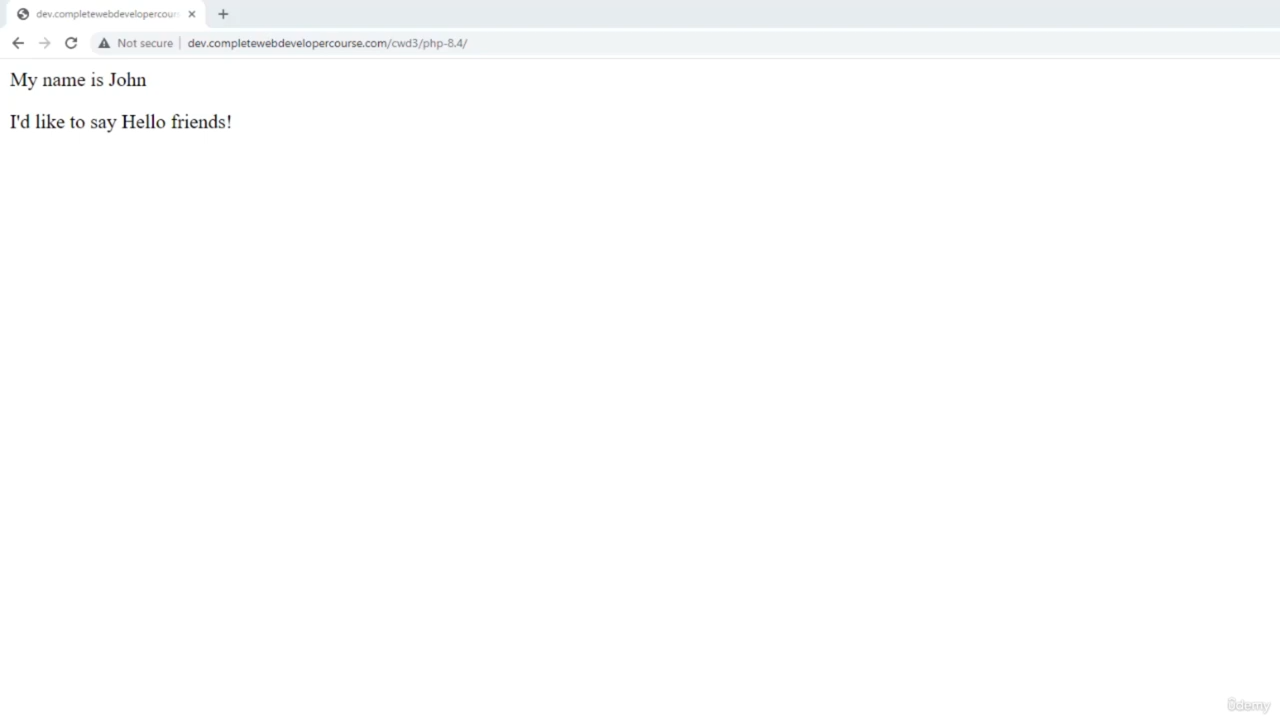 dev.completewebdevelopercour
Not secure
dev.completewebdevelopercourse.com/cwd3/php-8.4/
My name is John
I'd like to say Hello friends!
ûdemy